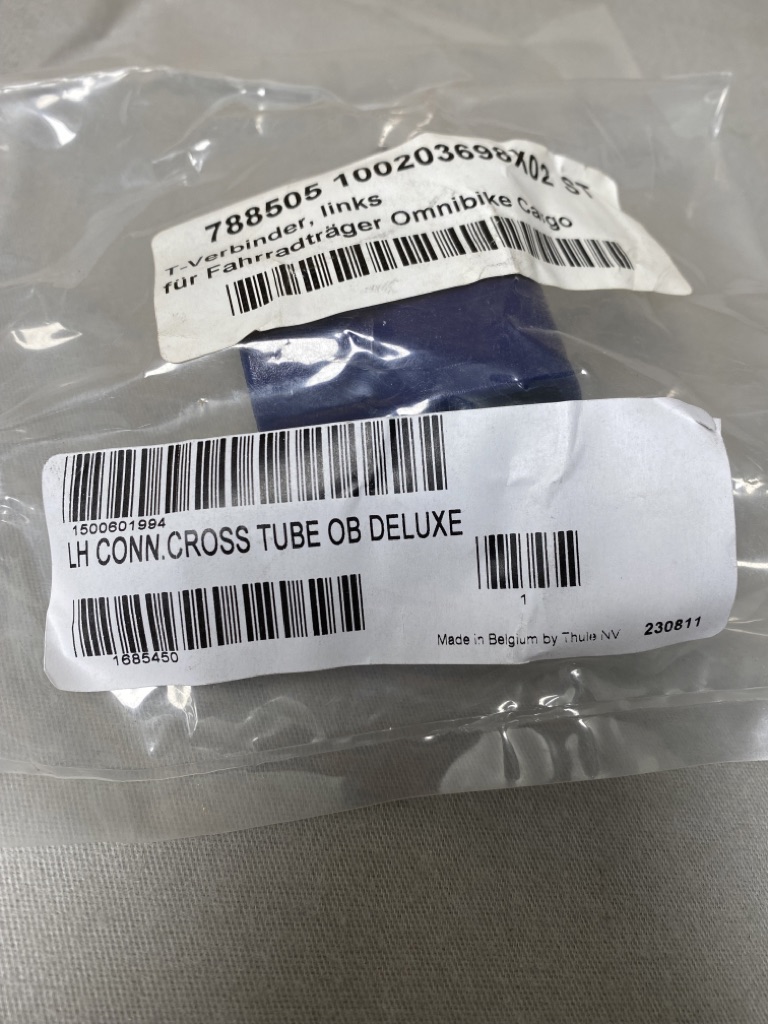 788505 100203698X02 ST
T-Verbinder, links
für Fahrradträger Omnibike Cargo
1500601994
LH CONN.CROSS TUBE OB DELUXE
1
1685450
Made in Belgium by Thule NV 230811